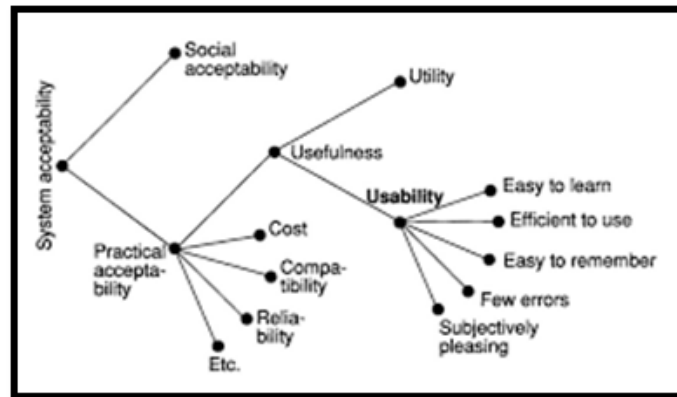 System acceptability
Social
acceptability
Utility
Usefulness
Usability
Easy to learn
Efficient to use
Easy to remember
Few errors
Subjectively
pleasing
Practical
accepta-
bility
Cost
Compa-
tibility
Relia-
bility
Etc.